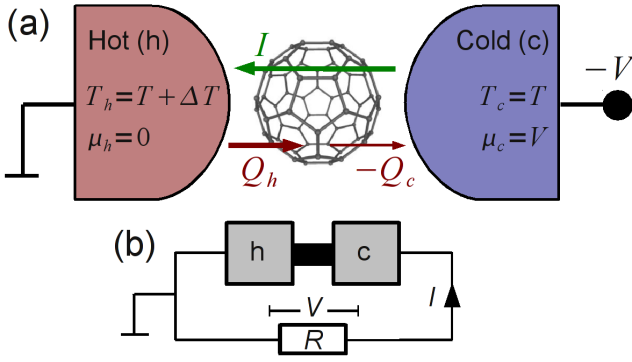 (a)
Hot (h)
I
Cold (c)
−V
T_h = T + ΔT
T_c = T
μ_h = 0
μ_c = V
Q_h
−Q_c
(b)
h
c
V
I
R